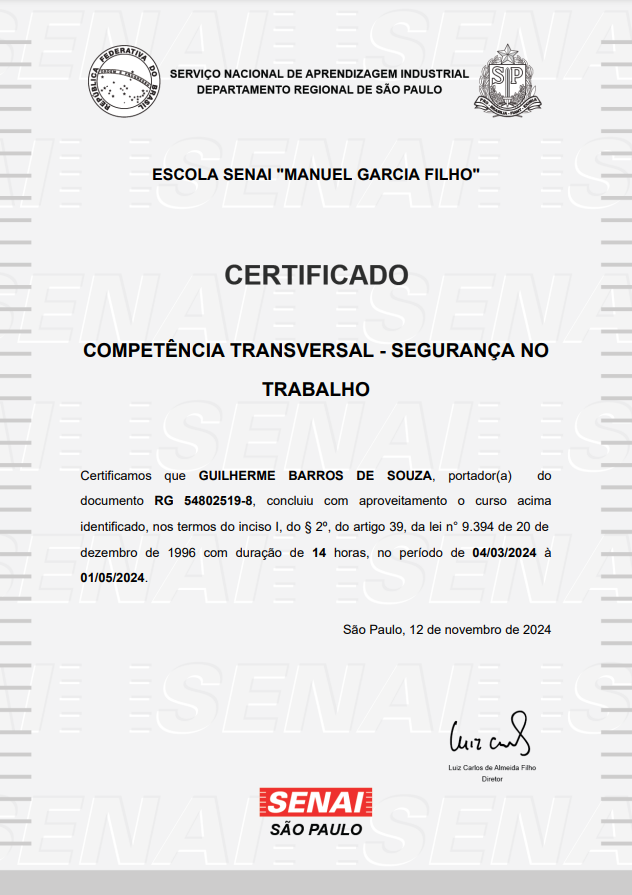 REPÚBLICA FEDERATIVA DO BRASIL
ORDEM E PROGRESSO
SERVIÇO NACIONAL DE APRENDIZAGEM INDUSTRIAL
DEPARTAMENTO REGIONAL DE SÃO PAULO
SP
ESCOLA SENAI "MANUEL GARCIA FILHO"
CERTIFICADO
COMPETÊNCIA TRANSVERSAL - SEGURANÇA NO
TRABALHO
Certificamos que GUILHERME BARROS DE SOUZA, portador(a) do
documento RG 54802519-8, concluiu com aproveitamento o curso acima
identificado, nos termos do inciso I, do § 2º, do artigo 39, da lei n° 9.394 de 20 de
dezembro de 1996 com duração de 14 horas, no período de 04/03/2024 à
01/05/2024.
São Paulo, 12 de novembro de 2024
Luiz Carlos de Almeida Filho
Diretor
SENAI
SÃO PAULO